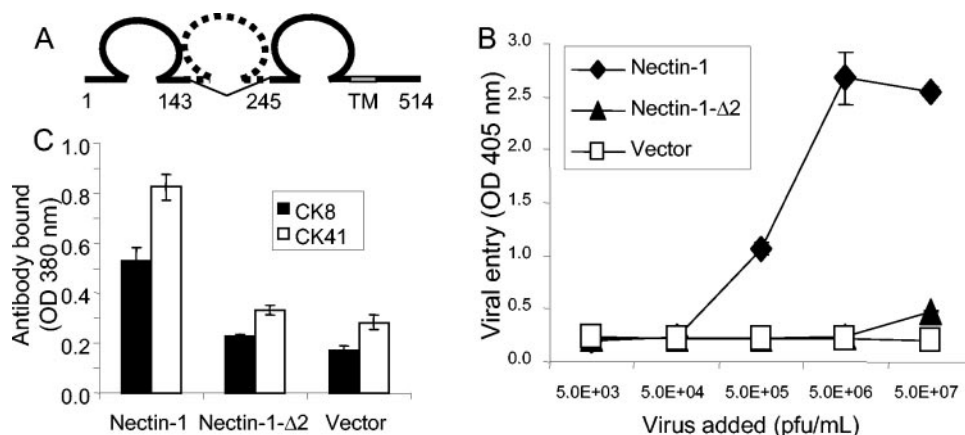 A
1 143 245 TM 514
B
Viral entry (OD 405 nm)
3.0
2.5
2.0
1.5
1.0
0.5
0.0
Nectin-1
Nectin-1-Δ2
Vector
5.0E+03 5.0E+04 5.0E+05 5.0E+06 5.0E+07
Virus added (pfu/mL)
C
Antibody bound
(OD 380 nm)
1.0
0.8
0.6
0.4
0.2
0.0
CK8
CK41
Nectin-1 Nectin-1-Δ2 Vector